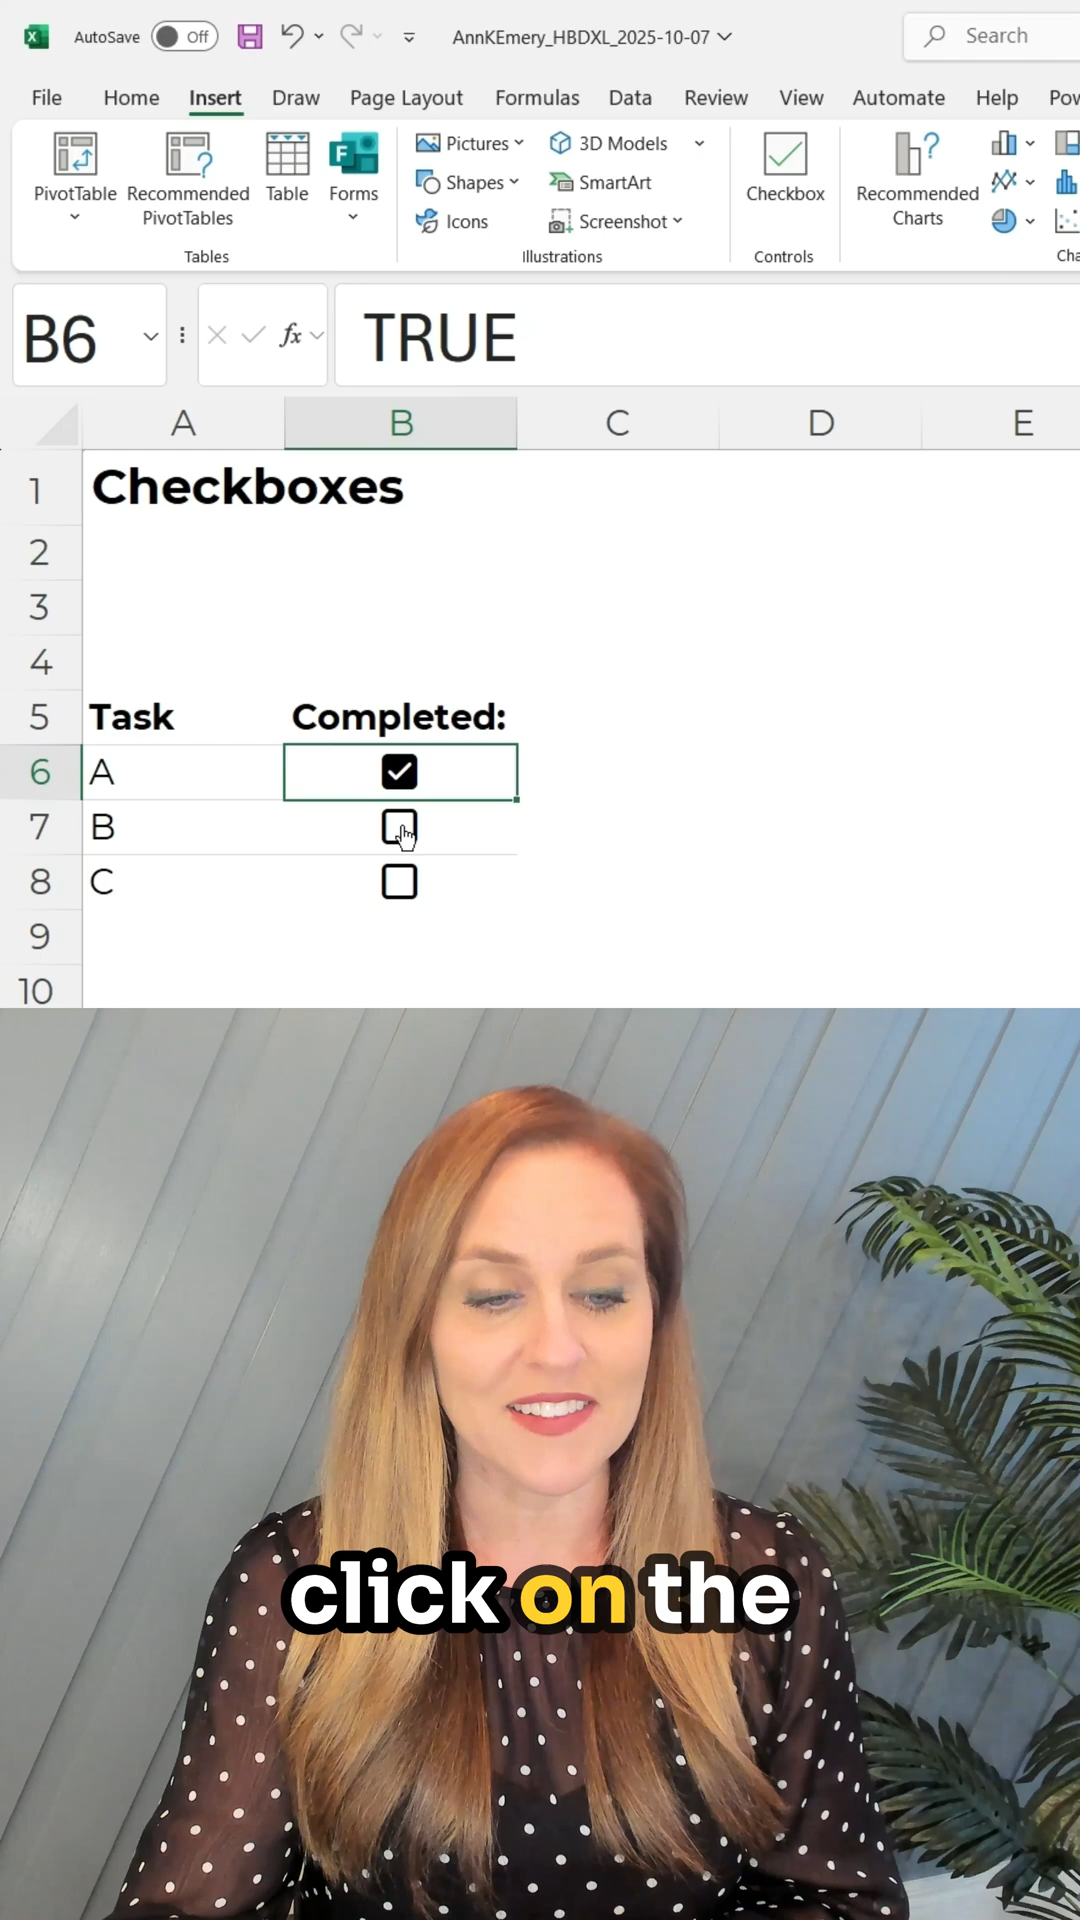 AutoSave Off AnnKEmery_HBDXL_2025-10-07 Search
File Home Insert Draw Page Layout Formulas Data Review View Automate Help Pow
PivotTable
Recommended PivotTables
Table
Forms
Tables
Pictures 3D Models
Shapes SmartArt
Icons Screenshot
Illustrations
Checkbox
Controls
Recommended Charts
Cha
B6 fx TRUE
A B C D E
1 Checkboxes
2
3
4
5 Task Completed:
6 A
7 B
8 C
9
10
click on the